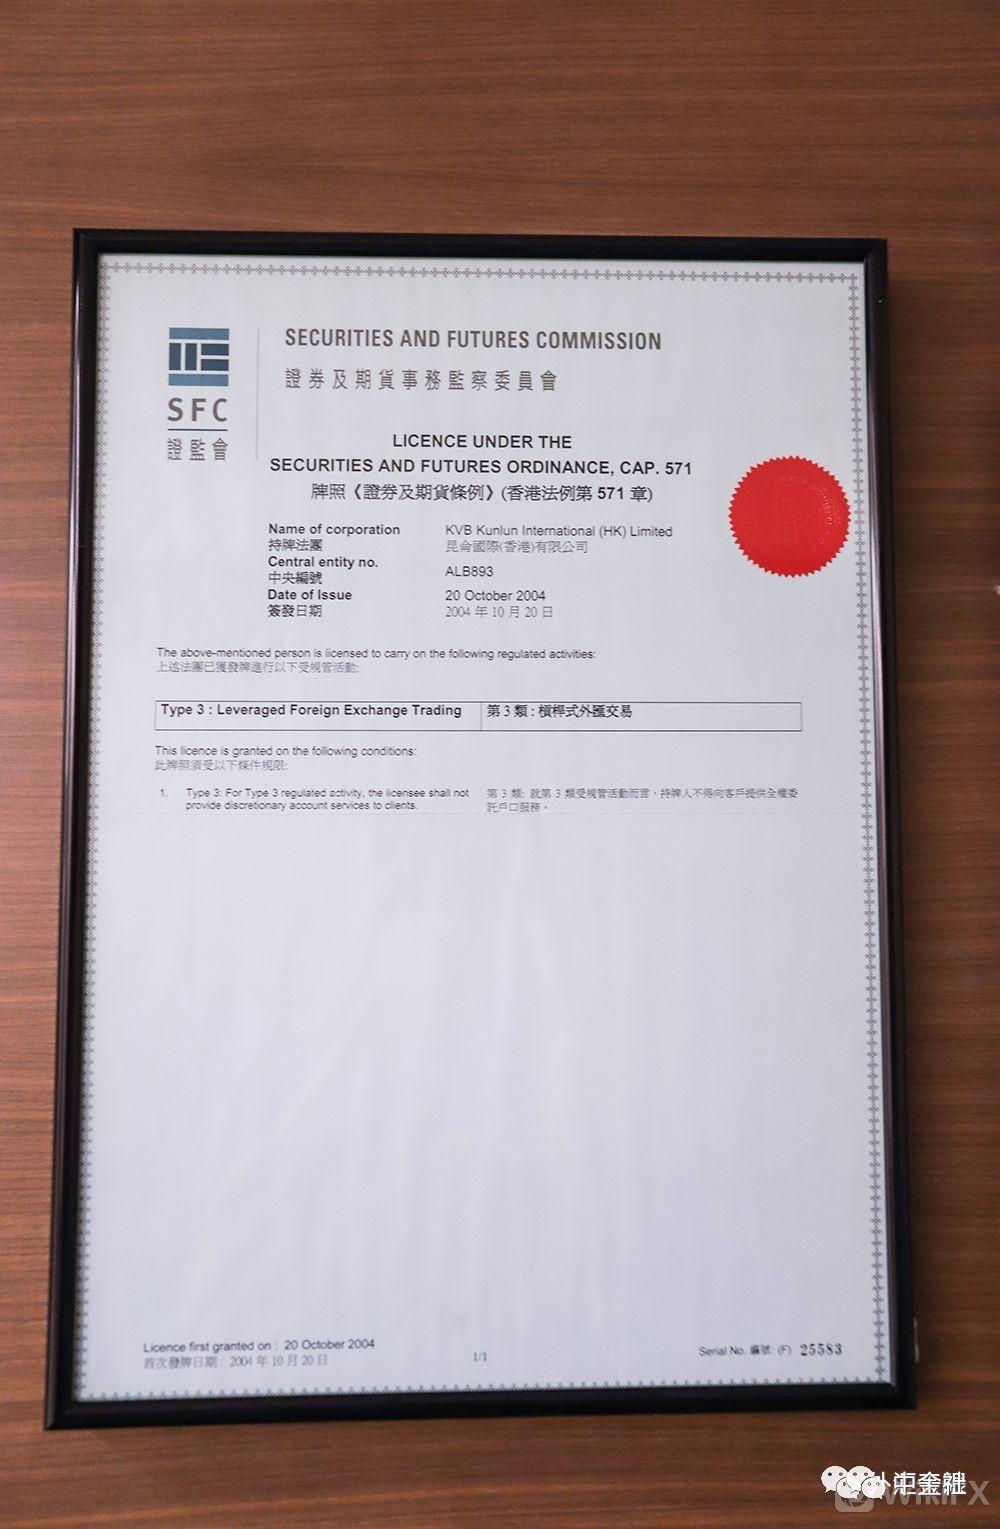 SECURITIES AND FUTURES COMMISSION
證券及期貨事務監察委員會
SFC
證監會
LICENCE UNDER THE
SECURITIES AND FUTURES ORDINANCE, CAP. 571
牌照《證券及期貨條例》(香港法例第 571 章)
Name of corporation KVB Kunlun International (HK) Limited
持牌法團 昆侖國際(香港)有限公司
Central entity no.
中央編號 ALB893
Date of Issue 20 October 2004
簽發日期 2004 年 10 月 20 日
The above-mentioned person is licensed to carry on the following regulated activities:
上述法團已獲發牌進行以下受規管活動:
Type 3 : Leveraged Foreign Exchange Trading 第 3 類 : 槓桿式外匯交易
This licence is granted on the following conditions:
此牌照須受以下條件規限:
1. Type 3: For Type 3 regulated activity, the licensee shall not
provide discretionary account services to clients.
第 3 類: 就第 3 類受規管活動而言，持牌人不得向客戶提供全權委
託戶口服務。
Licence first granted on : 20 October 2004
首次發牌日期 : 2004 年 10 月 20 日
1/1
Serial No. 編號: (F) 25583
WikiFX